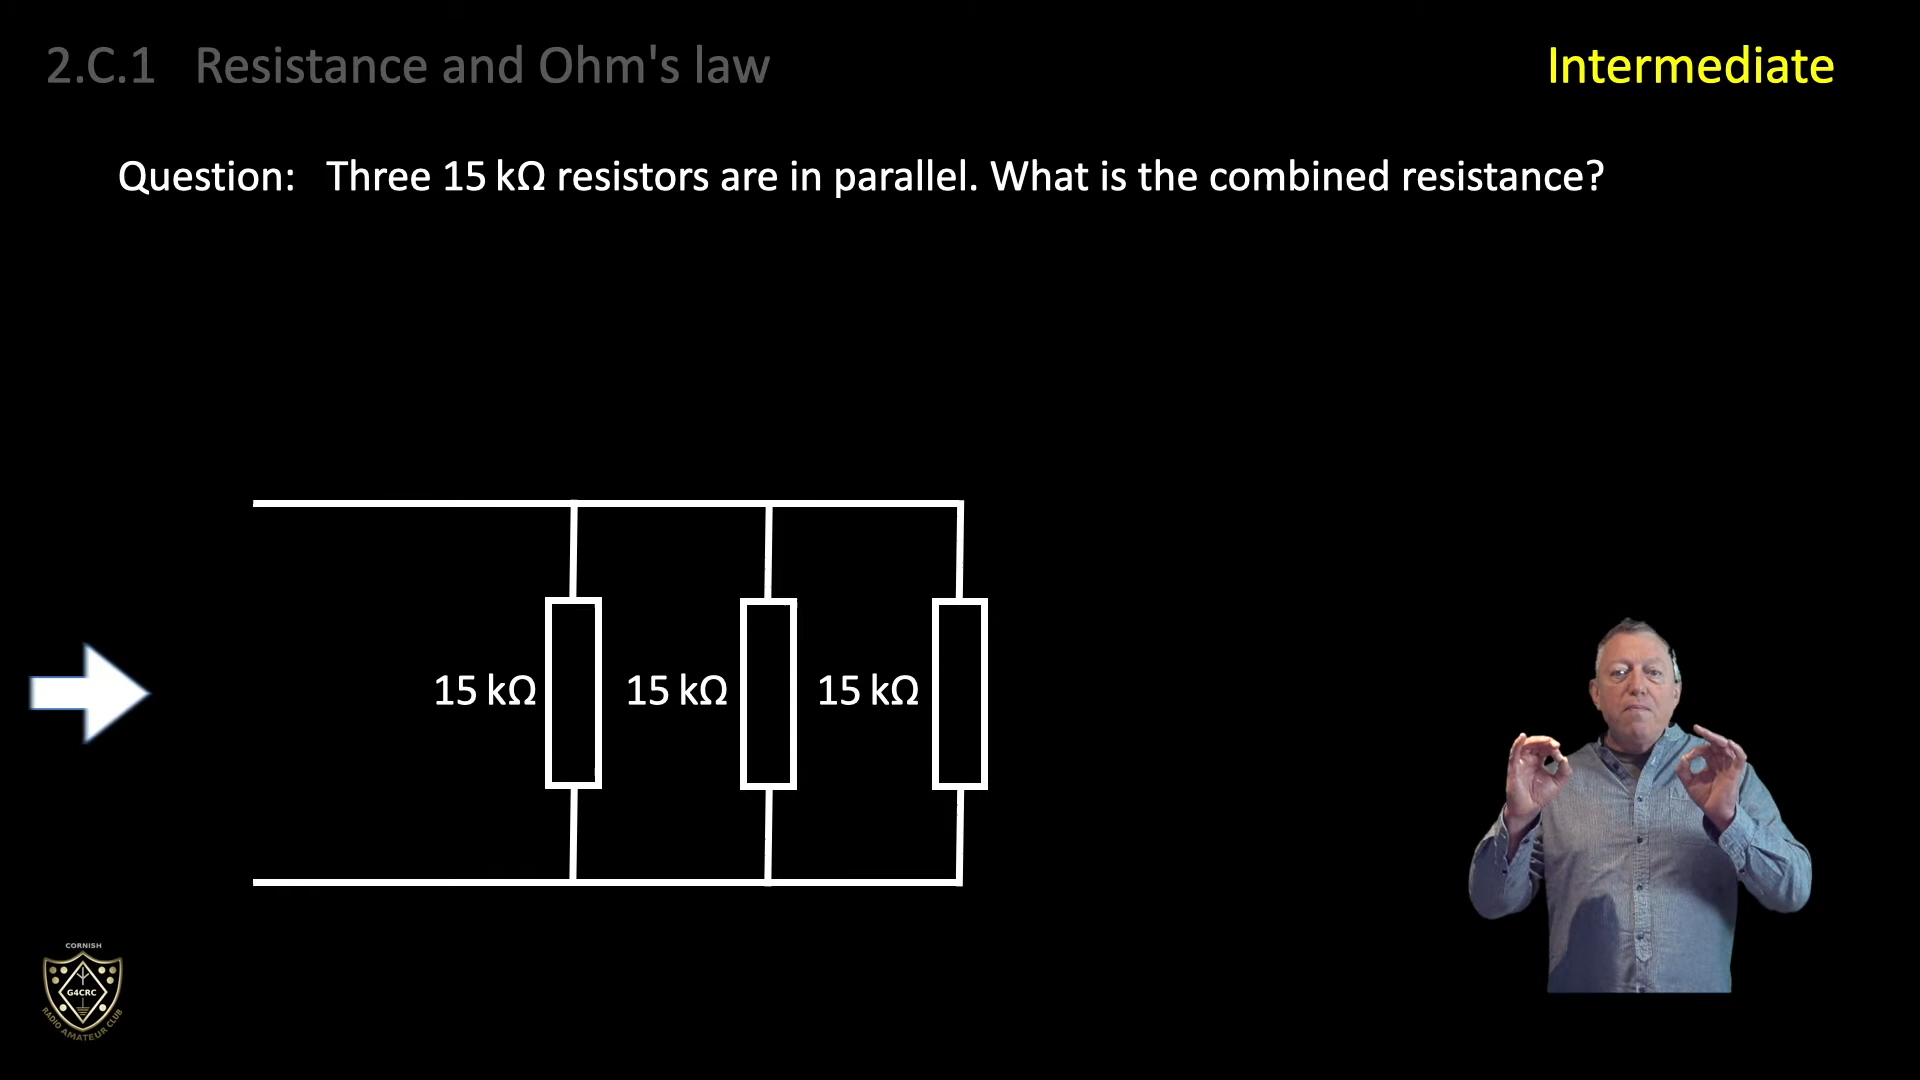 2.C.1 Resistance and Ohm's law
Intermediate
Question: Three 15 kΩ resistors are in parallel. What is the combined resistance?
15 kΩ 15 kΩ 15 kΩ
CORNISH
G4CRC
RADIO AMATEUR CLUB